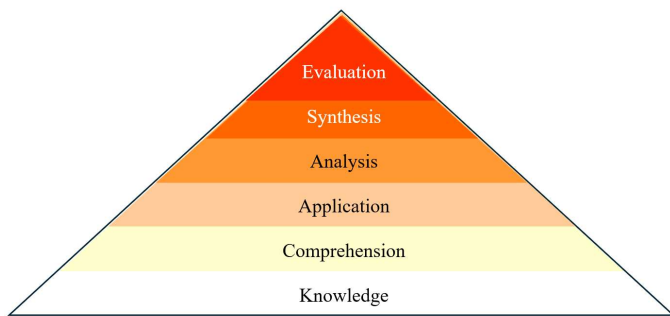 Evaluation
Synthesis
Analysis
Application
Comprehension
Knowledge